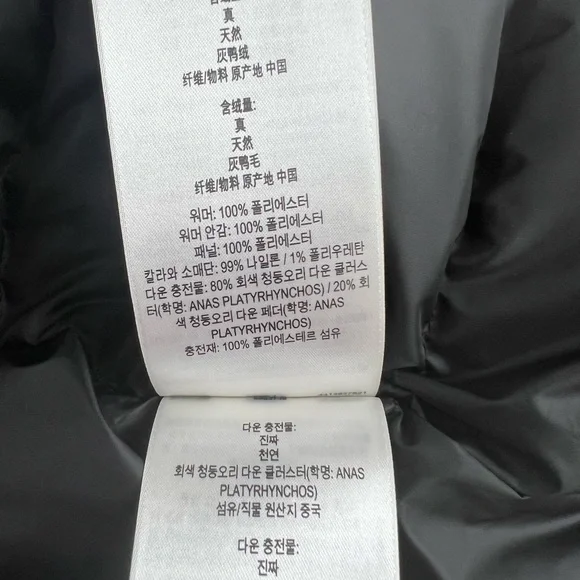 含绒量:
真
天然
灰鸭绒
纤维/物料 原产地 中国
含绒量:
真
天然
灰鸭毛
纤维/物料 原产地 中国
워머: 100% 폴리에스터
워머 안감: 100% 폴리에스터
패널: 100% 폴리에스터
칼라와 소매단: 99% 나일론 / 1% 폴리우레탄
다운 충전물: 80% 회색 청둥오리 다운 클러스
터(학명: ANAS PLATYRHYNCHOS) / 20% 회
색 청둥오리 다운 페더(학명: ANAS
PLATYRHYNCHOS)
충전재: 100% 폴리에스테르 섬유
다운 충전물:
진짜
천연
회색 청둥오리 다운 클러스터(학명: ANAS
PLATYRHYNCHOS)
섬유/직물 원산지 중국
다운 충전물:
진짜